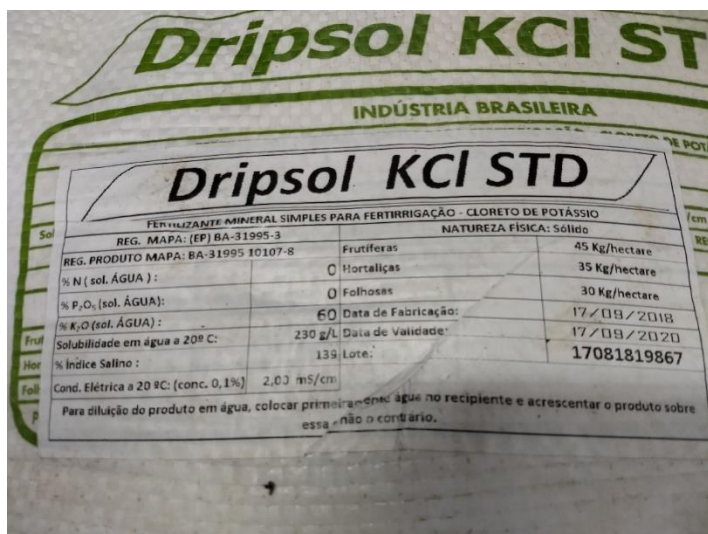 Dripsol KCl ST
INDÚSTRIA BRASILEIRA
DE POT
Dripsol KCl STD
FERTILIZANTE MINERAL SIMPLES PARA FERTIRRIGAÇÃO - CLORETO DE POTÁSSIO
REG. MAPA: (EP) BA-31995-3
NATUREZA FÍSICA: Sólido
REG. PRODUTO MAPA: BA-31995 10107-8
Frutíferas 45 Kg/hectare
% N ( sol. ÁGUA ) : 0
Hortaliças 35 Kg/hectare
% P₂O₅ (sol. ÁGUA): 0
Folhosas 30 Kg/hectare
% K₂O (sol. ÁGUA) : 60
Data de Fabricação: 17/09/2018
Solubilidade em água a 20º C: 230 g/L
Data de Validade: 17/09/2020
% Índice Salino : 139
Lote: 17081819867
Cond. Elétrica a 20 ºC: (conc. 0,1%) 2,00 mS/cm
Para diluição do produto em água, colocar primeiramente água no recipiente e acrescentar o produto sobre
essa e não o contrário.